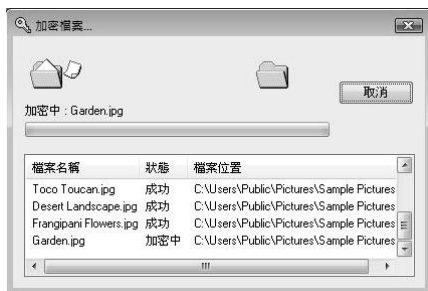 加密檔案...
取消
加密中 : Garden.jpg
檔案名稱 狀態 檔案位置
Toco Toucan.jpg 成功 C:\Users\Public\Pictures\Sample Pictures
Desert Landscape.jpg 成功 C:\Users\Public\Pictures\Sample Pictures
Frangipani Flowers.jpg 成功 C:\Users\Public\Pictures\Sample Pictures
Garden.jpg 加密中 C:\Users\Public\Pictures\Sample Pictures